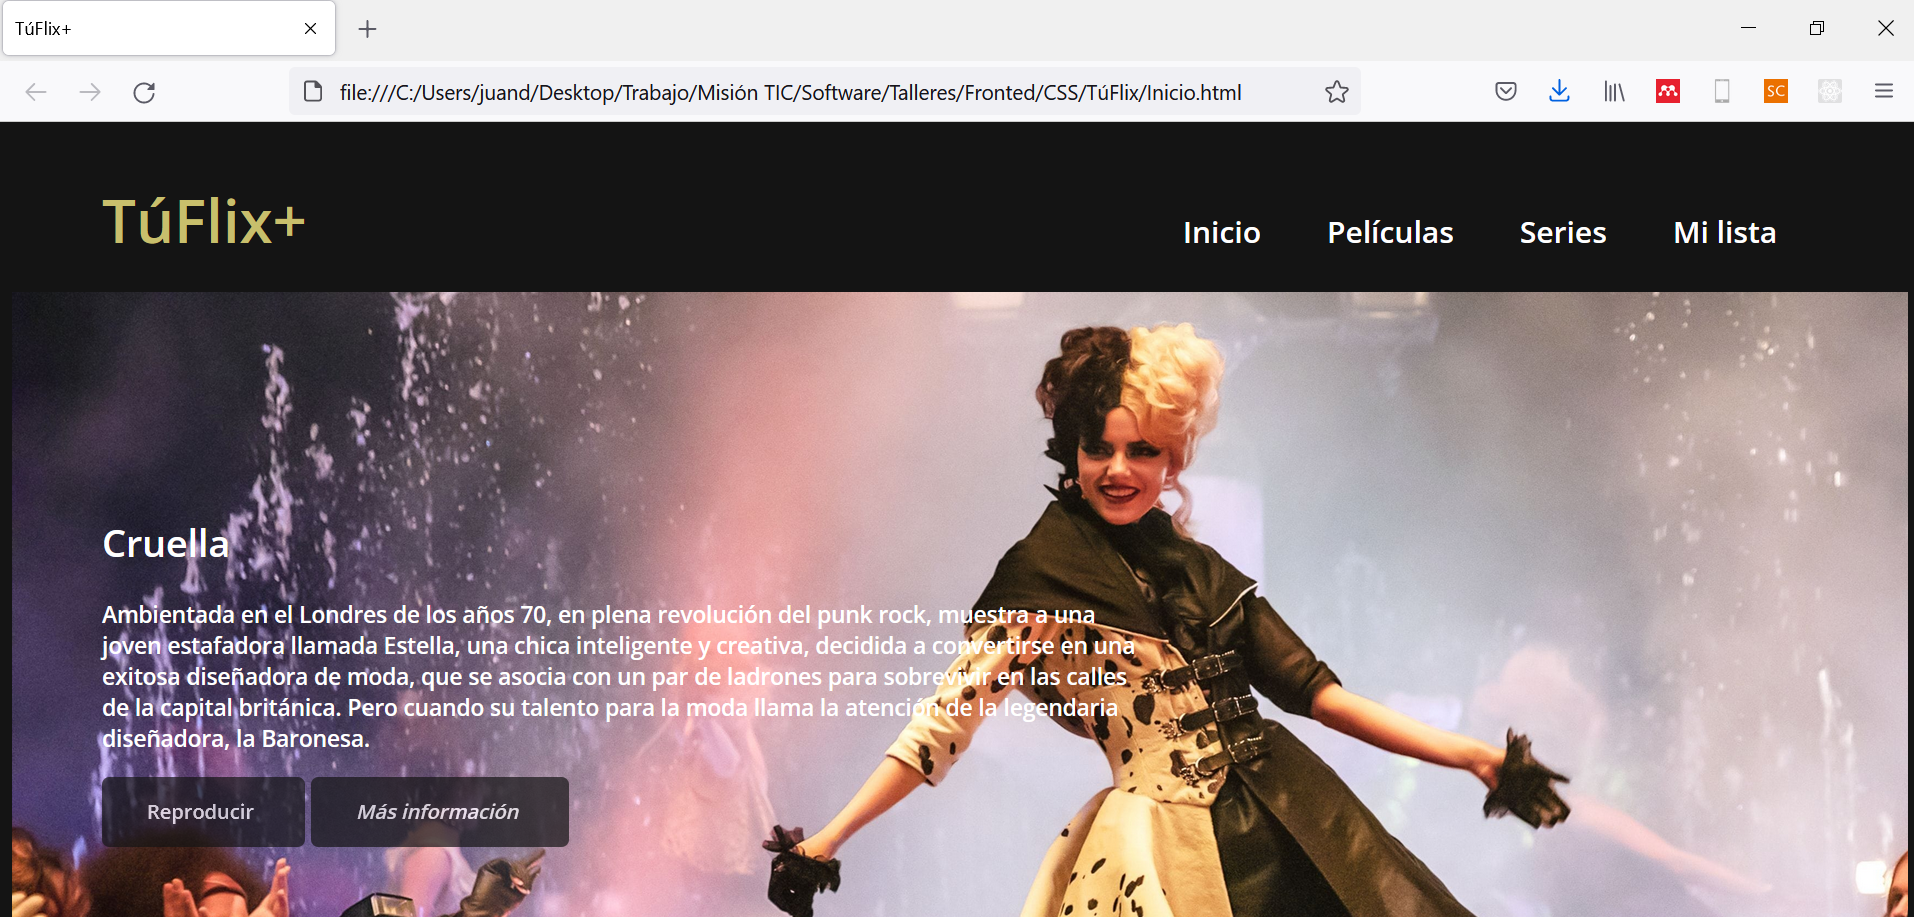 TúFlix+
file:///C:/Users/juand/Desktop/Trabajo/Misión TIC/Software/Talleres/Fronted/CSS/TúFlix/Inicio.html
SC
TúFlix+
Inicio
Películas
Series
Mi lista
Cruella
Ambientada en el Londres de los años 70, en plena revolución del punk rock, muestra a una
joven estafadora llamada Estella, una chica inteligente y creativa, decidida a convertirse en una
exitosa diseñadora de moda, que se asocia con un par de ladrones para sobrevivir en las calles
de la capital británica. Pero cuando su talento para la moda llama la atención de la legendaria
diseñadora, la Baronesa.
Reproducir
Más información